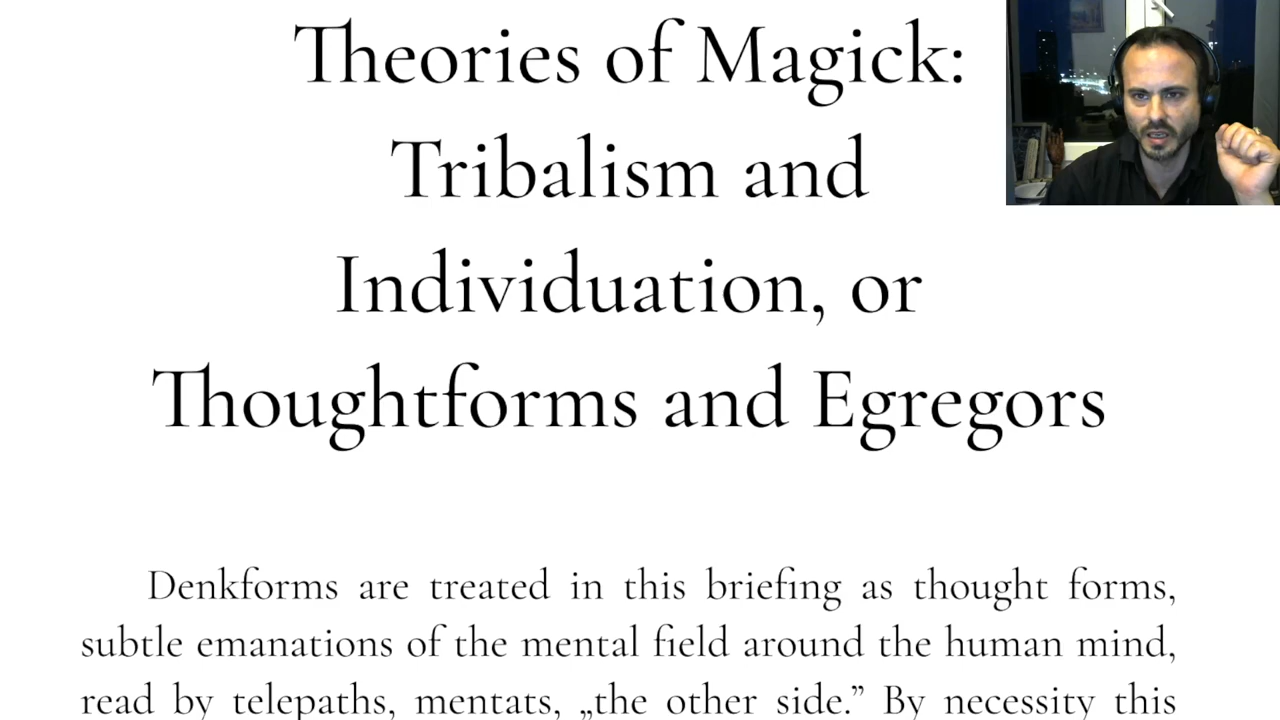 Theories of Magick:
Tribalism and
Individuation, or
Thoughtforms and Egregors
Denkforms are treated in this briefing as thought forms,
subtle emanations of the mental field around the human mind,
read by telepaths, mentats, „the other side.” By necessity this